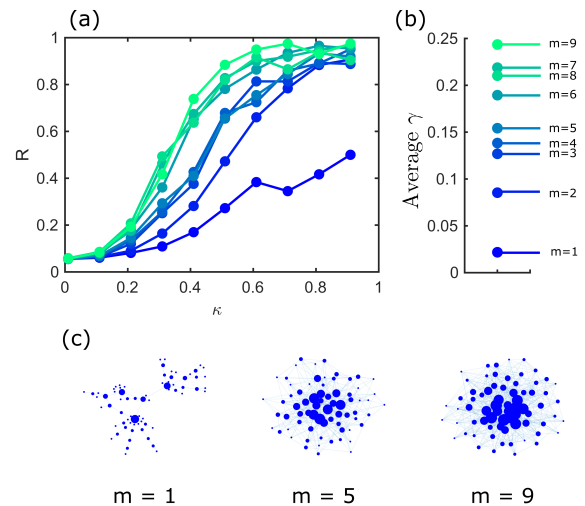 (a)
(b)
1
0.8
0.6
0.4
0.2
0
R
0
0.2
0.4
0.6
0.8
1
κ
0.25
0.2
0.15
0.1
0.05
0
Average γ
m=9
m=7
m=8
m=6
m=5
m=4
m=3
m=2
m=1
(c)
m = 1
m = 5
m = 9